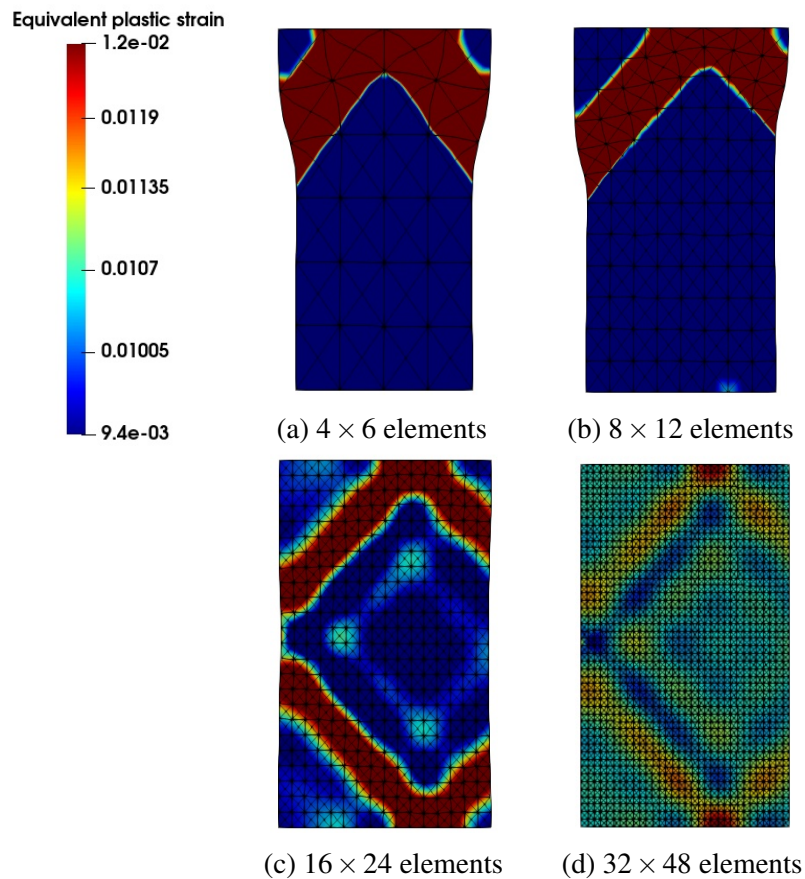 Equivalent plastic strain
1.2e-02
0.0119
0.01135
0.0107
0.01005
9.4e-03
(a) 4 × 6 elements
(b) 8 × 12 elements
(c) 16 × 24 elements
(d) 32 × 48 elements